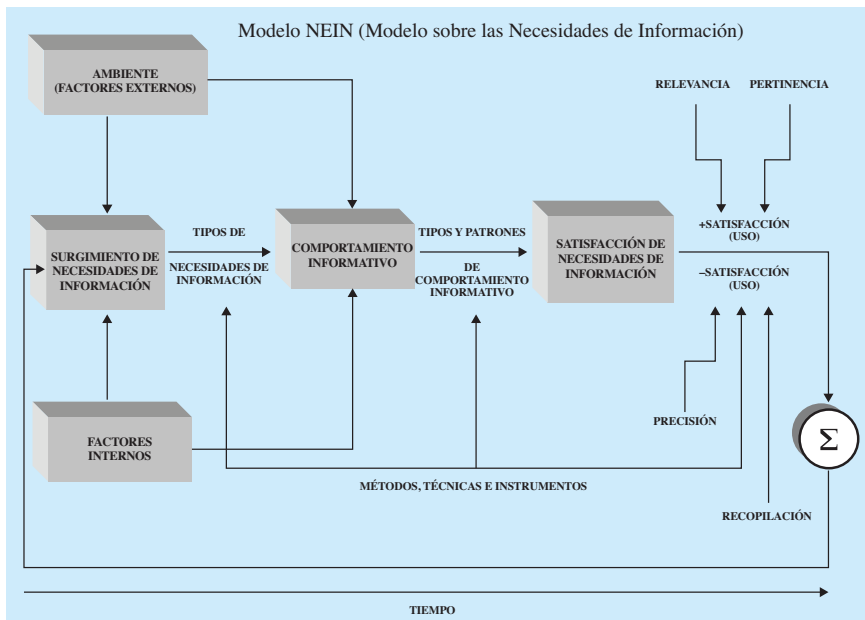 Modelo NEIN (Modelo sobre las Necesidades de Información)
AMBIENTE
(FACTORES EXTERNOS)
RELEVANCIA
PERTINENCIA
SURGIMIENTO DE
NECESIDADES DE
INFORMACIÓN
TIPOS DE
NECESIDADES DE
INFORMACIÓN
COMPORTAMIENTO
INFORMATIVO
TIPOS Y PATRONES
DE
COMPORTAMIENTO
INFORMATIVO
SATISFACCIÓN DE
NECESIDADES DE
INFORMACIÓN
+SATISFACCIÓN
(USO)
–SATISFACCIÓN
(USO)
FACTORES
INTERNOS
PRECISIÓN
Σ
MÉTODOS, TÉCNICAS E INSTRUMENTOS
RECOPILACIÓN
TIEMPO